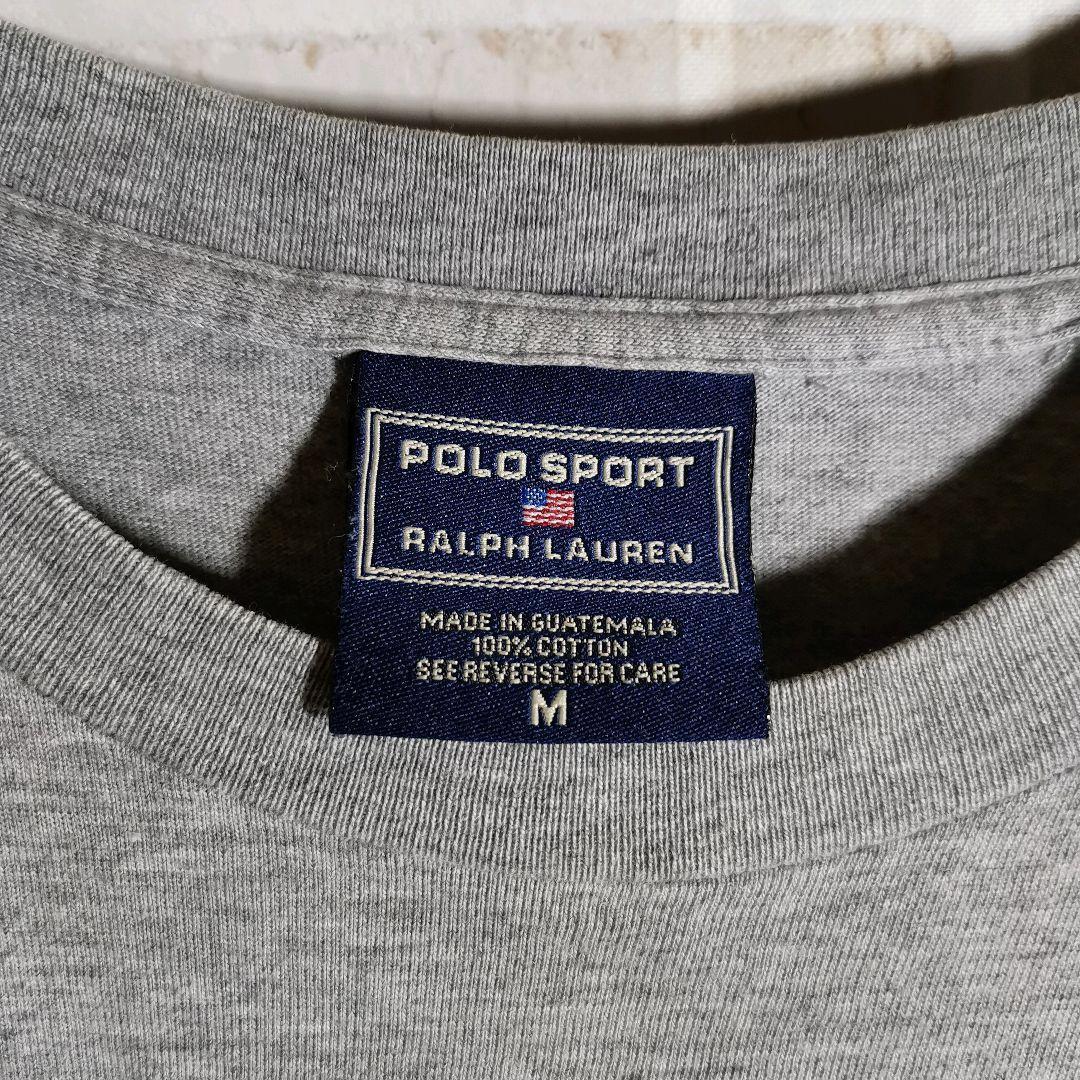 POLO SPORT
RALPH LAUREN
MADE IN GUATEMALA
100% COTTON
SEE REVERSE FOR CARE
M